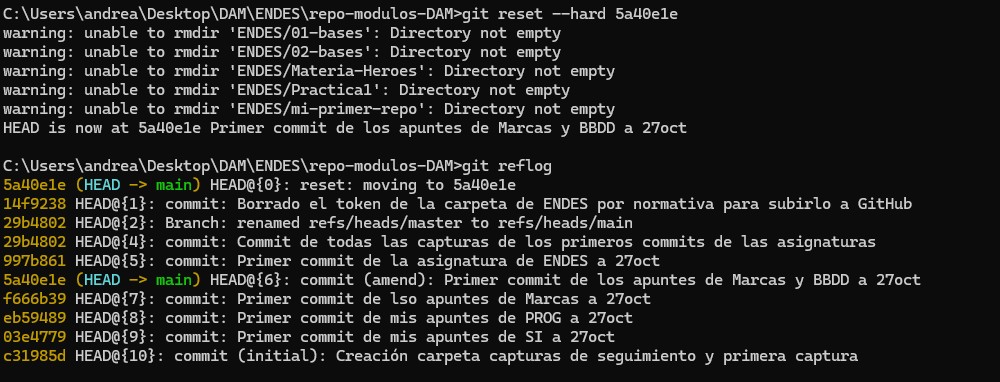 C:\Users\andrea\Desktop\DAM\ENDES\repo-modulos-DAM>git reset --hard 5a40e1e
warning: unable to rmdir 'ENDES/01-bases': Directory not empty
warning: unable to rmdir 'ENDES/02-bases': Directory not empty
warning: unable to rmdir 'ENDES/Materia-Heroes': Directory not empty
warning: unable to rmdir 'ENDES/Practica1': Directory not empty
warning: unable to rmdir 'ENDES/mi-primer-repo': Directory not empty
HEAD is now at 5a40e1e Primer commit de los apuntes de Marcas y BBDD a 27oct
C:\Users\andrea\Desktop\DAM\ENDES\repo-modulos-DAM>git reflog
5a40e1e (HEAD -> main) HEAD@{0}: reset: moving to 5a40e1e
14f9238 HEAD@{1}: commit: Borrado el token de la carpeta de ENDES por normativa para subirlo a GitHub
29b4802 HEAD@{2}: Branch: renamed refs/heads/master to refs/heads/main
29b4802 HEAD@{4}: commit: Commit de todas las capturas de los primeros commits de las asignaturas
997b861 HEAD@{5}: commit: Primer commit de la asignatura de ENDES a 27oct
5a40e1e (HEAD -> main) HEAD@{6}: commit (amend): Primer commit de los apuntes de Marcas y BBDD a 27oct
f666b39 HEAD@{7}: commit: Primer commit de lso apuntes de Marcas a 27oct
eb59489 HEAD@{8}: commit: Primer commit de mis apuntes de PROG a 27oct
03e4779 HEAD@{9}: commit: Primer commit de mis apuntes de SI a 27oct
c31985d HEAD@{10}: commit (initial): Creación carpeta capturas de seguimiento y primera captura